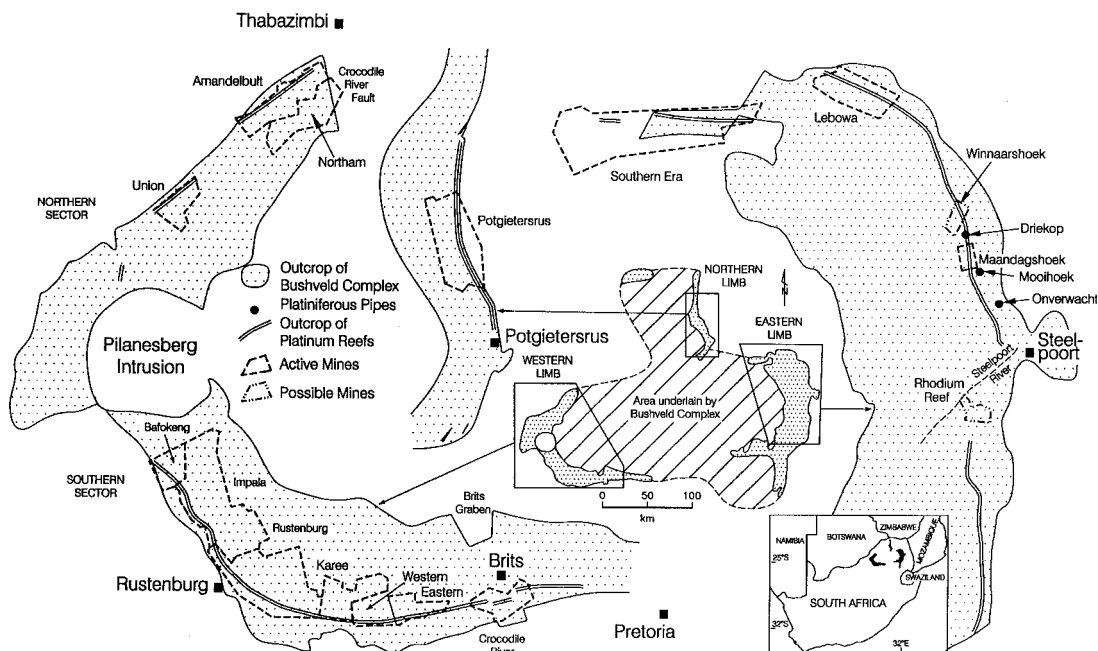 Thabazimbi
Amandelbult
Crocodile
River
Fault
Northam
Union
NORTHERN
SECTOR
Outcrop of
Bushveld Complex
Platiniferous Pipes
Outcrop of
Platinum Reefs
Active Mines
Possible Mines
Pilanesberg
Intrusion
Bafokeng
SOUTHERN
SECTOR
Impala
Rustenburg
Karee
Western
Eastern
Rustenburg
Brits
Graben
Brits
Crocodile
River
Pretoria
Potgietersrus
Potgietersrus
NORTHERN
LIMB
N
EASTERN
LIMB
WESTERN
LIMB
Area underlain by
Bushveld Complex
0 50 100
km
Southern Era
Lebowa
Winnaarshoek
Driekop
Maandagshoek
Mooihoek
Onverwacht
Steel-
poort
Steelpoort
River
Rhodium
Reef
NAMIBIA
BOTSWANA
ZIMBABWE
MOZAMBIQUE
25°S
SWAZILAND
SOUTH AFRICA
32°S
32°E